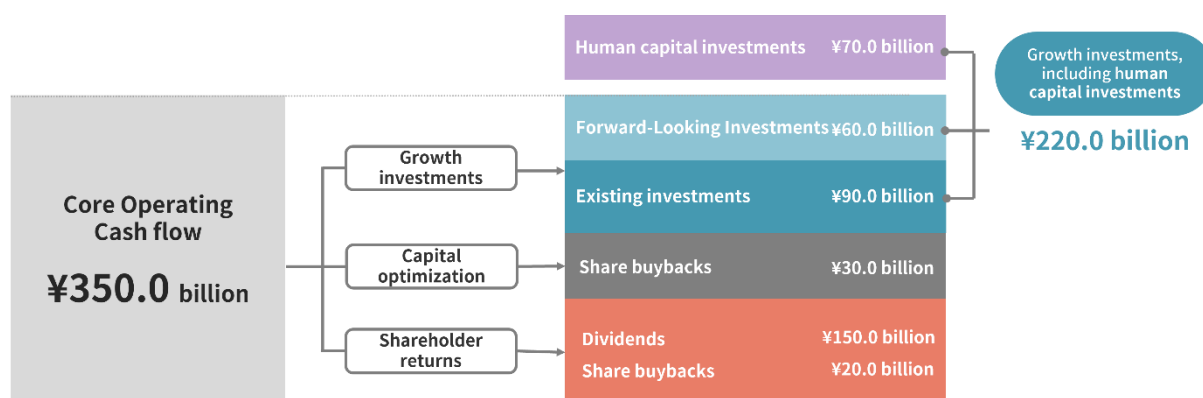 Human capital investments ¥70.0 billion
Growth investments,
including human
capital investments
¥220.0 billion
Forward-Looking Investments ¥60.0 billion
Growth
investments
Existing investments ¥90.0 billion
Core Operating
Cash flow
¥350.0 billion
Capital
optimization
Share buybacks ¥30.0 billion
Shareholder
returns
Dividends ¥150.0 billion
Share buybacks ¥20.0 billion